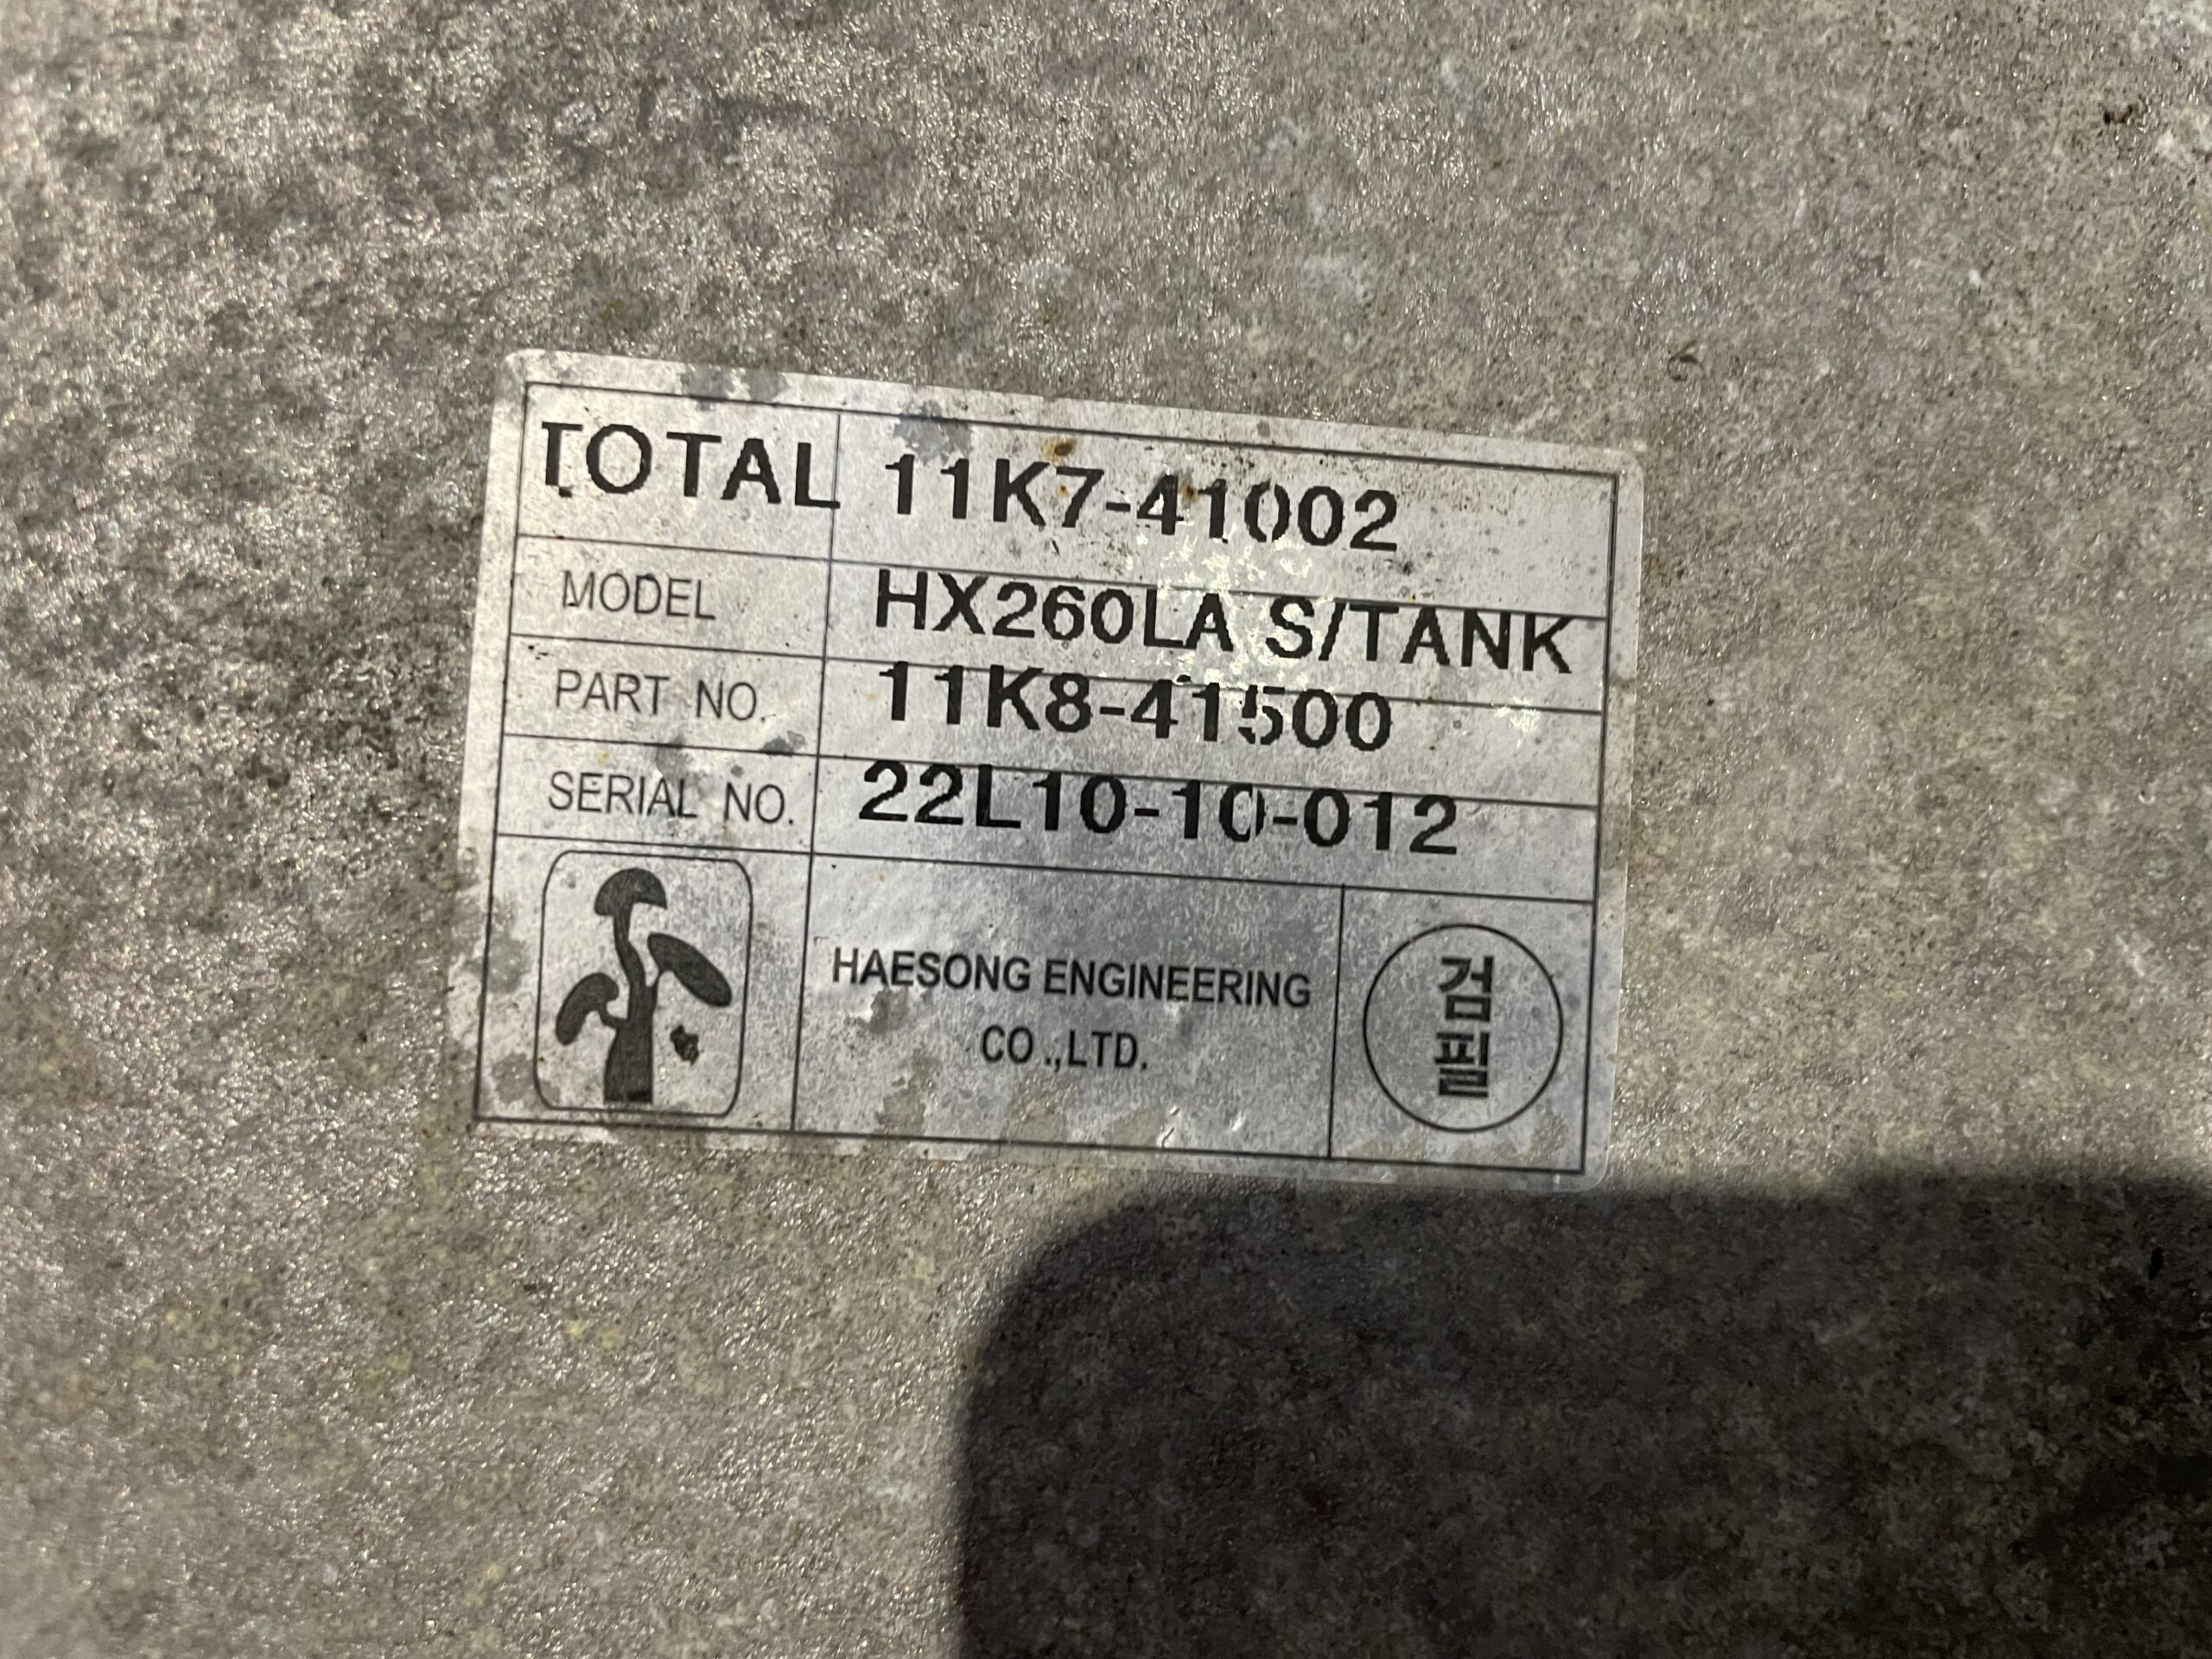 TOTAL 11K7-41002
MODEL HX260LA S/TANK
PART NO. 11K8-41500
SERIAL NO. 22L10-10-012
HAESONG ENGINEERING
CO.,LTD.
검
필